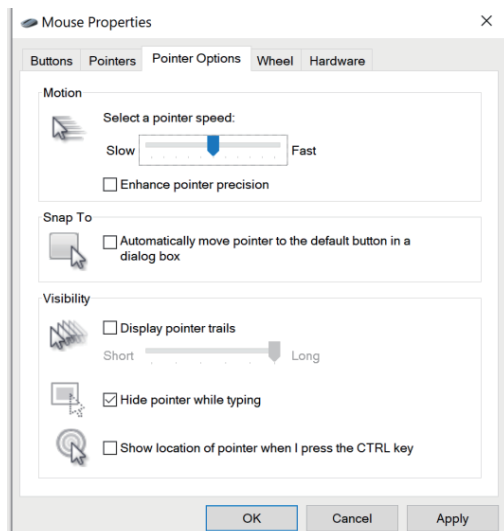 Mouse Properties
Buttons Pointers Pointer Options Wheel Hardware
Motion
Select a pointer speed:
Slow Fast
Enhance pointer precision
Snap To
Automatically move pointer to the default button in a
dialog box
Visibility
Display pointer trails
Short Long
Hide pointer while typing
Show location of pointer when I press the CTRL key
OK Cancel Apply